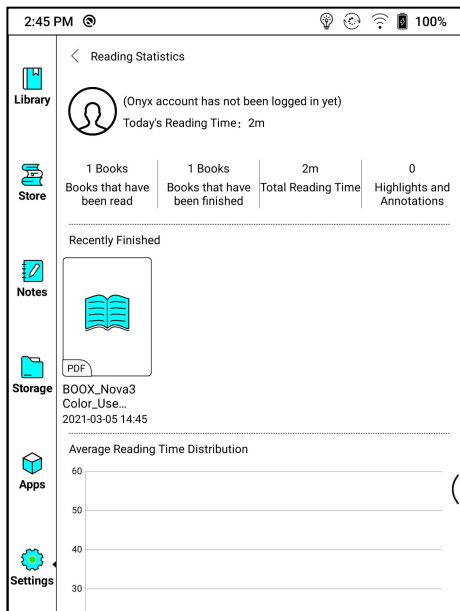 2:45 PM 100%
Reading Statistics
Library
(Onyx account has not been logged in yet)
Today's Reading Time: 2m
1 Books
Books that have
been read
1 Books
Books that have
been finished
2m
Total Reading Time
0
Highlights and
Annotations
Store
Recently Finished
Notes
PDF
Storage
BOOX_Nova3
Color_Use...
2021-03-05 14:45
Average Reading Time Distribution
Apps
60
50
40
Settings
30